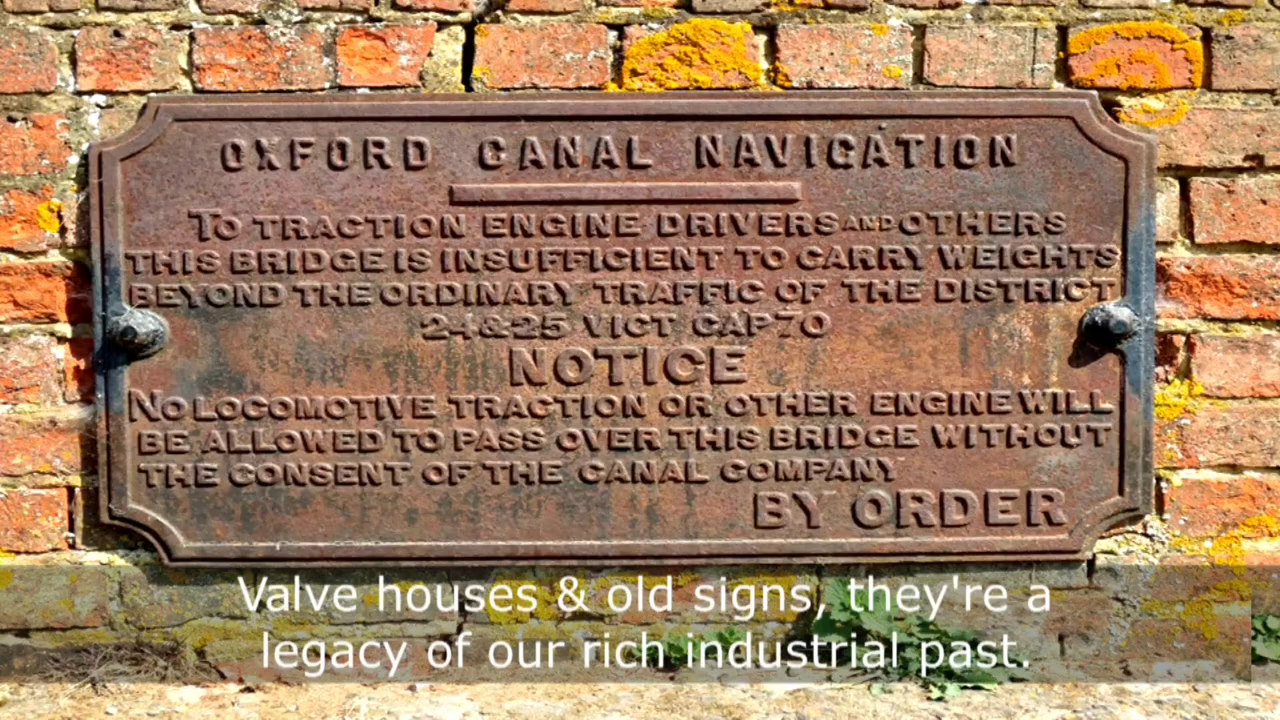 OXFORD CANAL NAVIGATION
TO TRACTION ENGINE DRIVERS AND OTHERS
THIS BRIDGE IS INSUFFICIENT TO CARRY WEIGHTS
BEYOND THE ORDINARY TRAFFIC OF THE DISTRICT
24&25 VICT CAP 70
NOTICE
NO LOCOMOTIVE TRACTION OR OTHER ENGINE WILL
BE ALLOWED TO PASS OVER THIS BRIDGE WITHOUT
THE CONSENT OF THE CANAL COMPANY
BY ORDER
Valve houses & old signs, they're a
legacy of our rich industrial past.